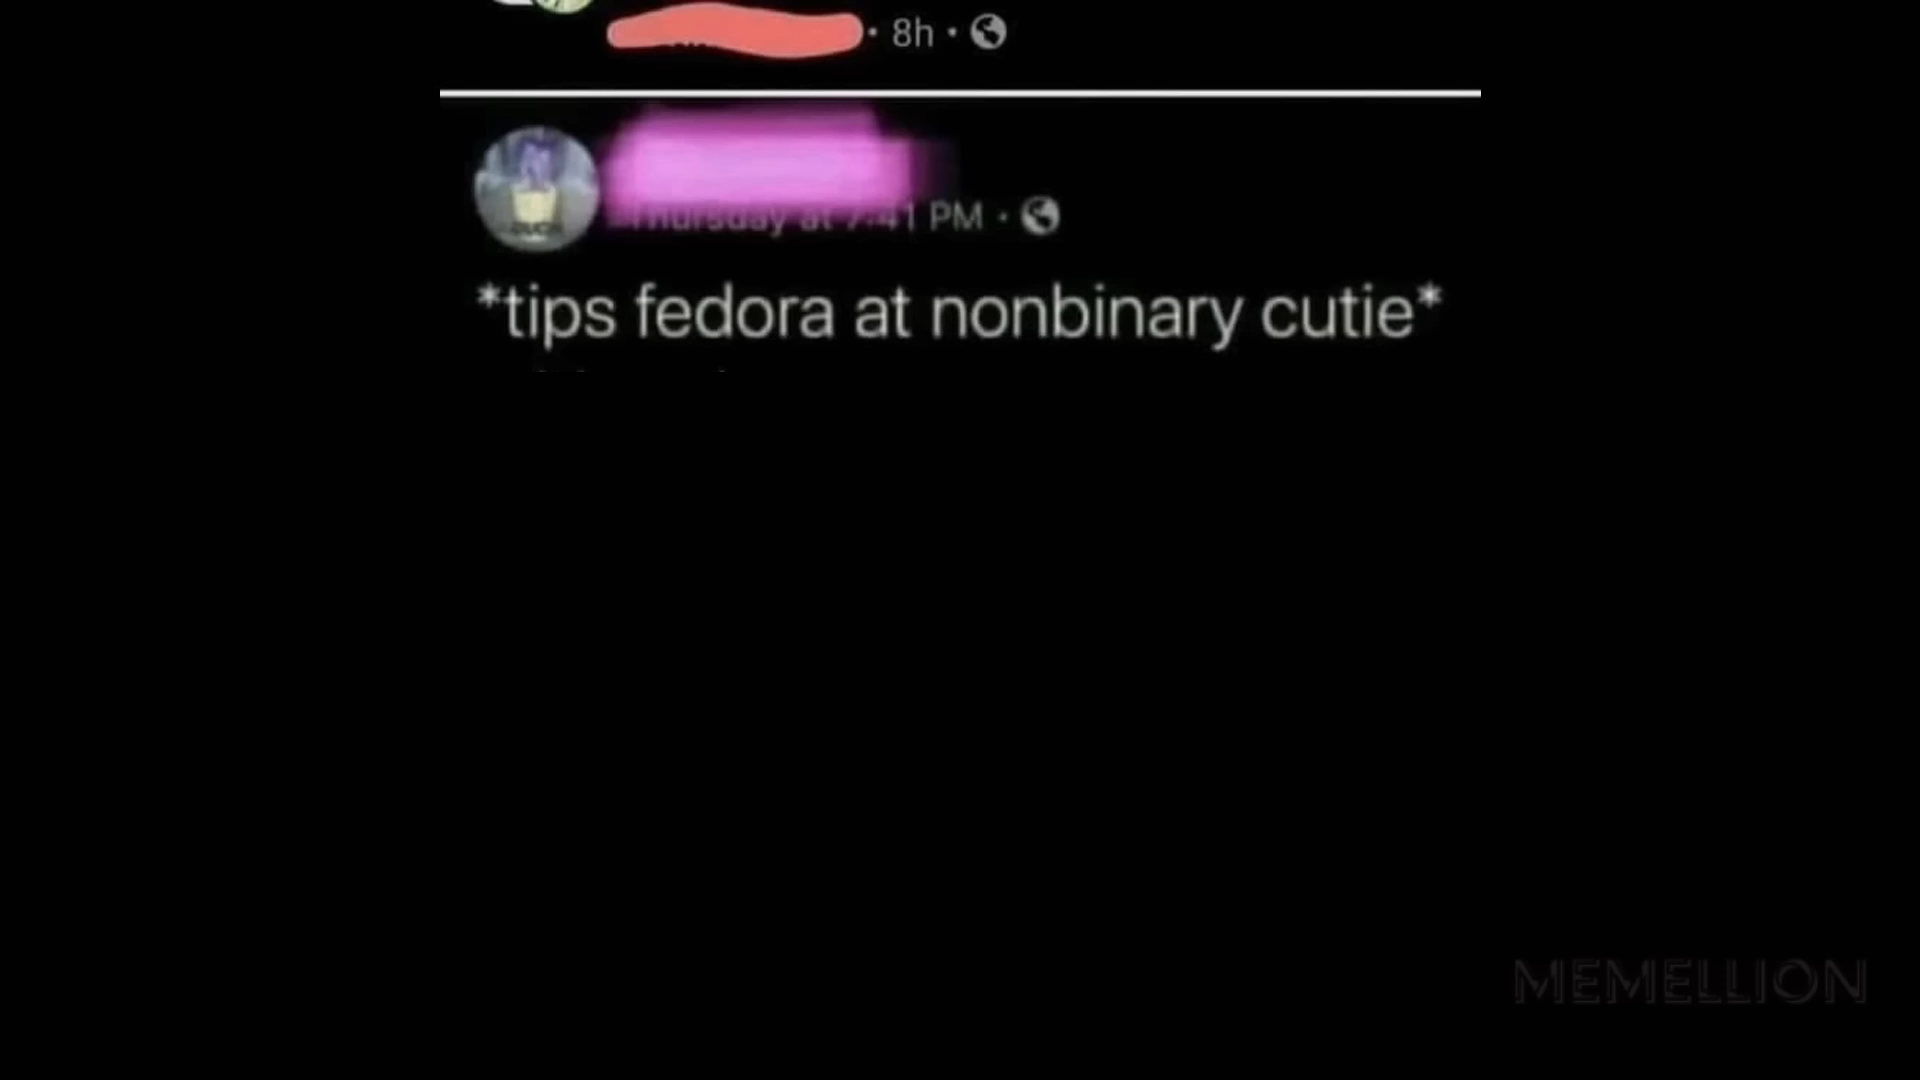 · 8h ·
Thursday at 7:41 PM ·
*tips fedora at nonbinary cutie*
MEMELLION